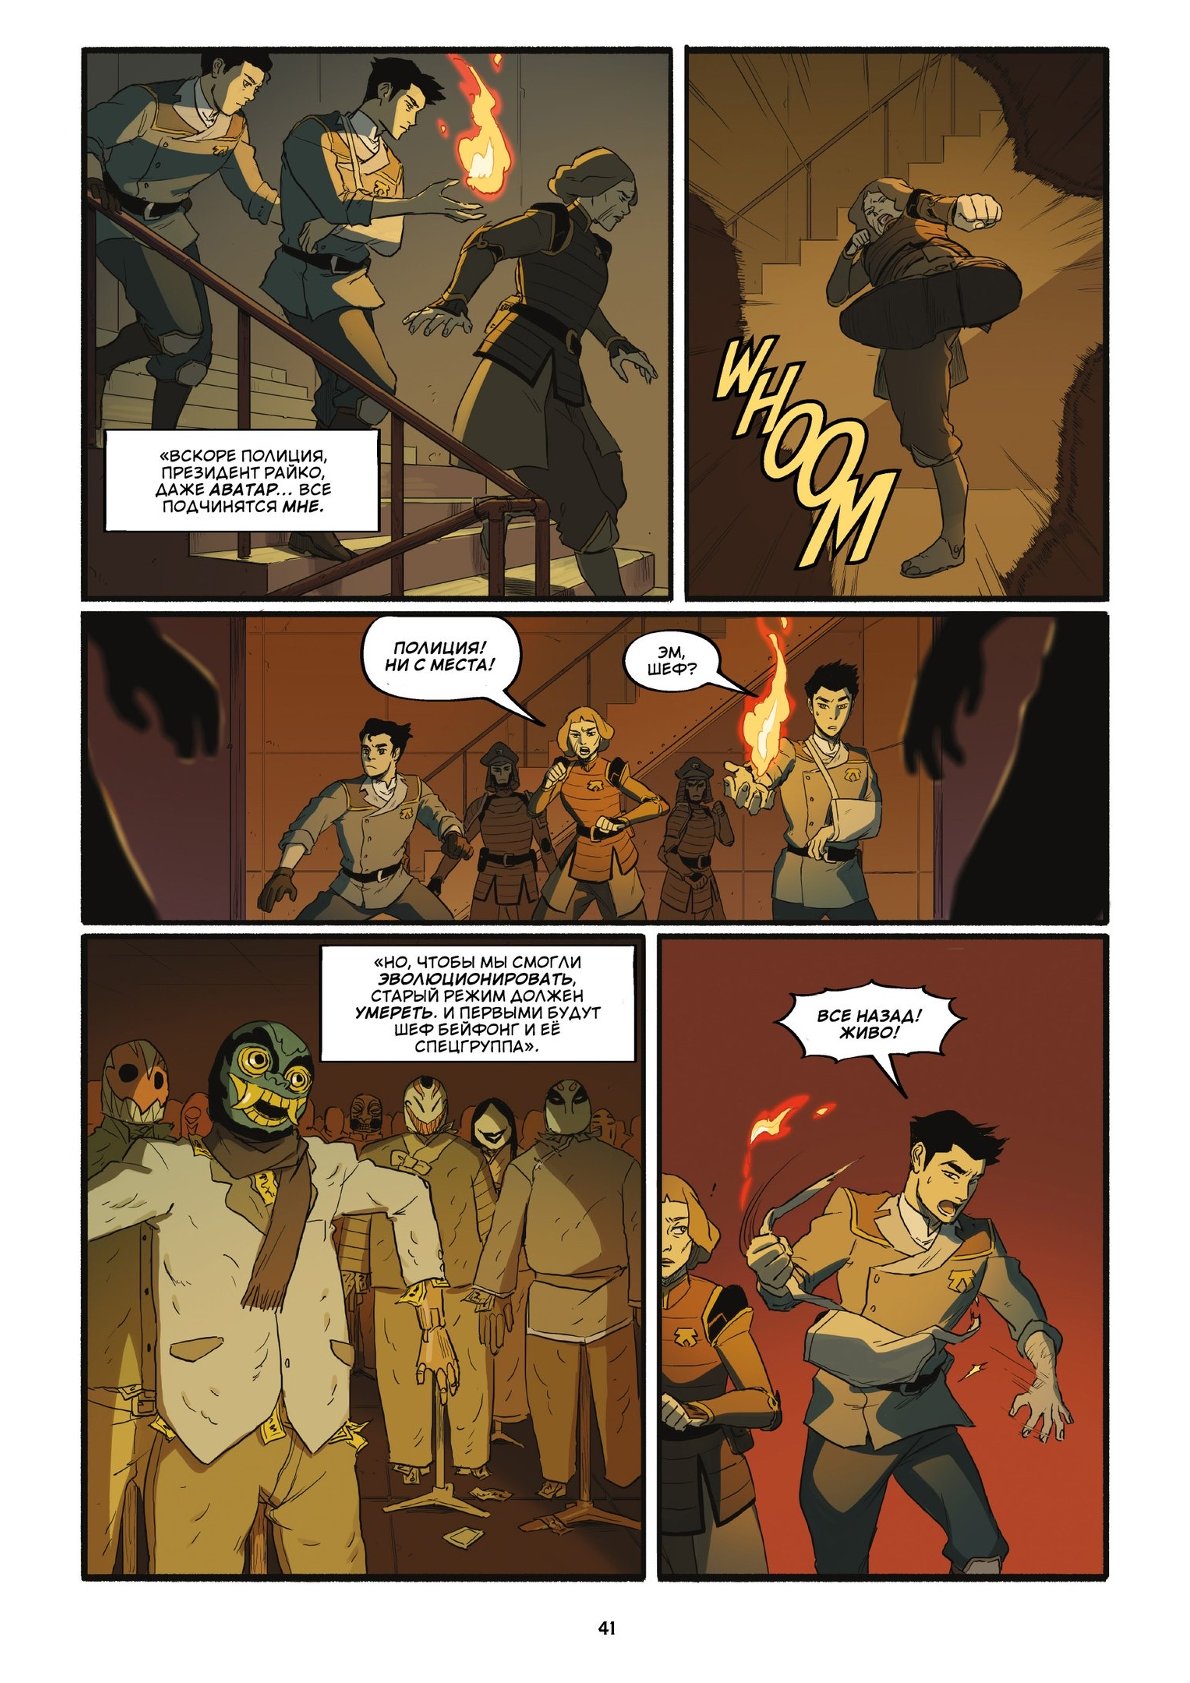 «ВСКОРЕ ПОЛИЦИЯ,
ПРЕЗИДЕНТ РАЙКО,
ДАЖЕ АВАТАР... ВСЕ
ПОДЧИНЯТСЯ МНЕ.
WHOOM
ПОЛИЦИЯ!
НИ С МЕСТА!
ЭМ,
ШЕФ?
«НО, ЧТОБЫ МЫ СМОГЛИ
ЭВОЛЮЦИОНИРОВАТЬ,
СТАРЫЙ РЕЖИМ ДОЛЖЕН
УМЕРЕТЬ. И ПЕРВЫМИ БУДУТ
ШЕФ БЕЙФОНГ И ЕЁ
СПЕЦГРУППА».
ВСЕ НАЗАД!
ЖИВО!
!
41